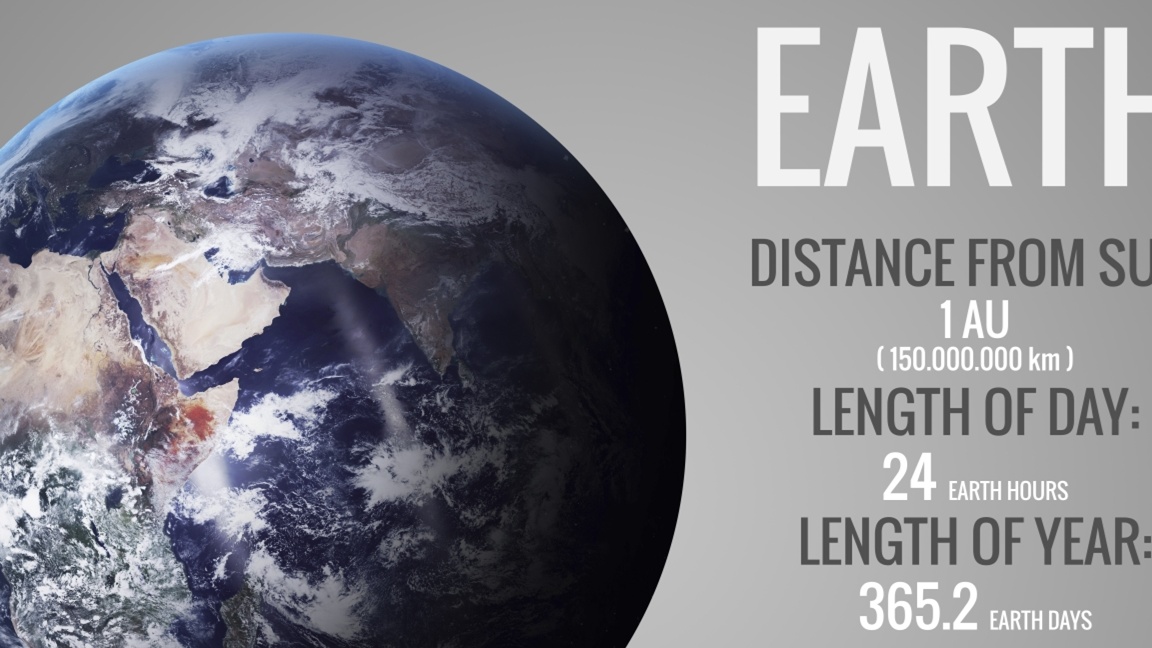 EARTH
DISTANCE FROM SU
1 AU
( 150.000.000 km )
LENGTH OF DAY:
24 EARTH HOURS
LENGTH OF YEAR:
365.2 EARTH DAYS